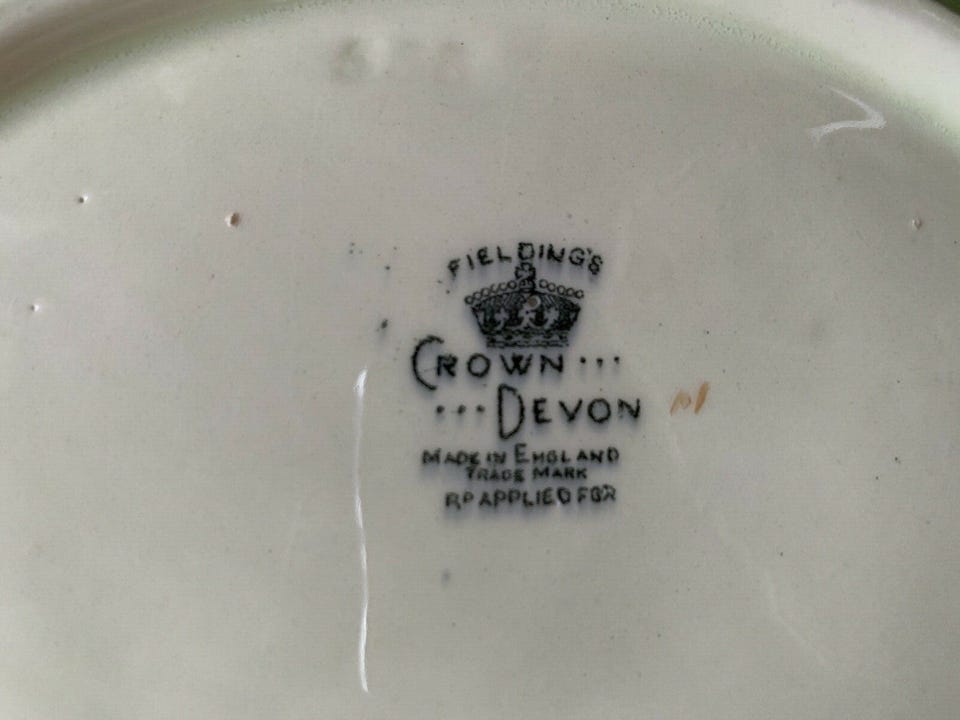 FIELDING'S
CROWN ...
... DEVON
MADE IN ENGLAND
TRADE MARK
RD APPLIED FOR